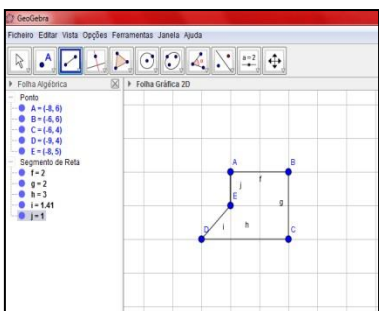 GeoGebra
Ficheiro Editar Vista Opções Ferramentas Janela Ajuda
A
a=2
Folha Algébrica
Folha Gráfica 2D
Ponto
A = (-8, 6)
B = (-6, 6)
C = (-6, 4)
D = (-9, 4)
E = (-8, 5)
Segmento de Reta
f = 2
g = 2
h = 3
i = 1.41
j = 1
A
B
f
j
E
g
D
i
h
C